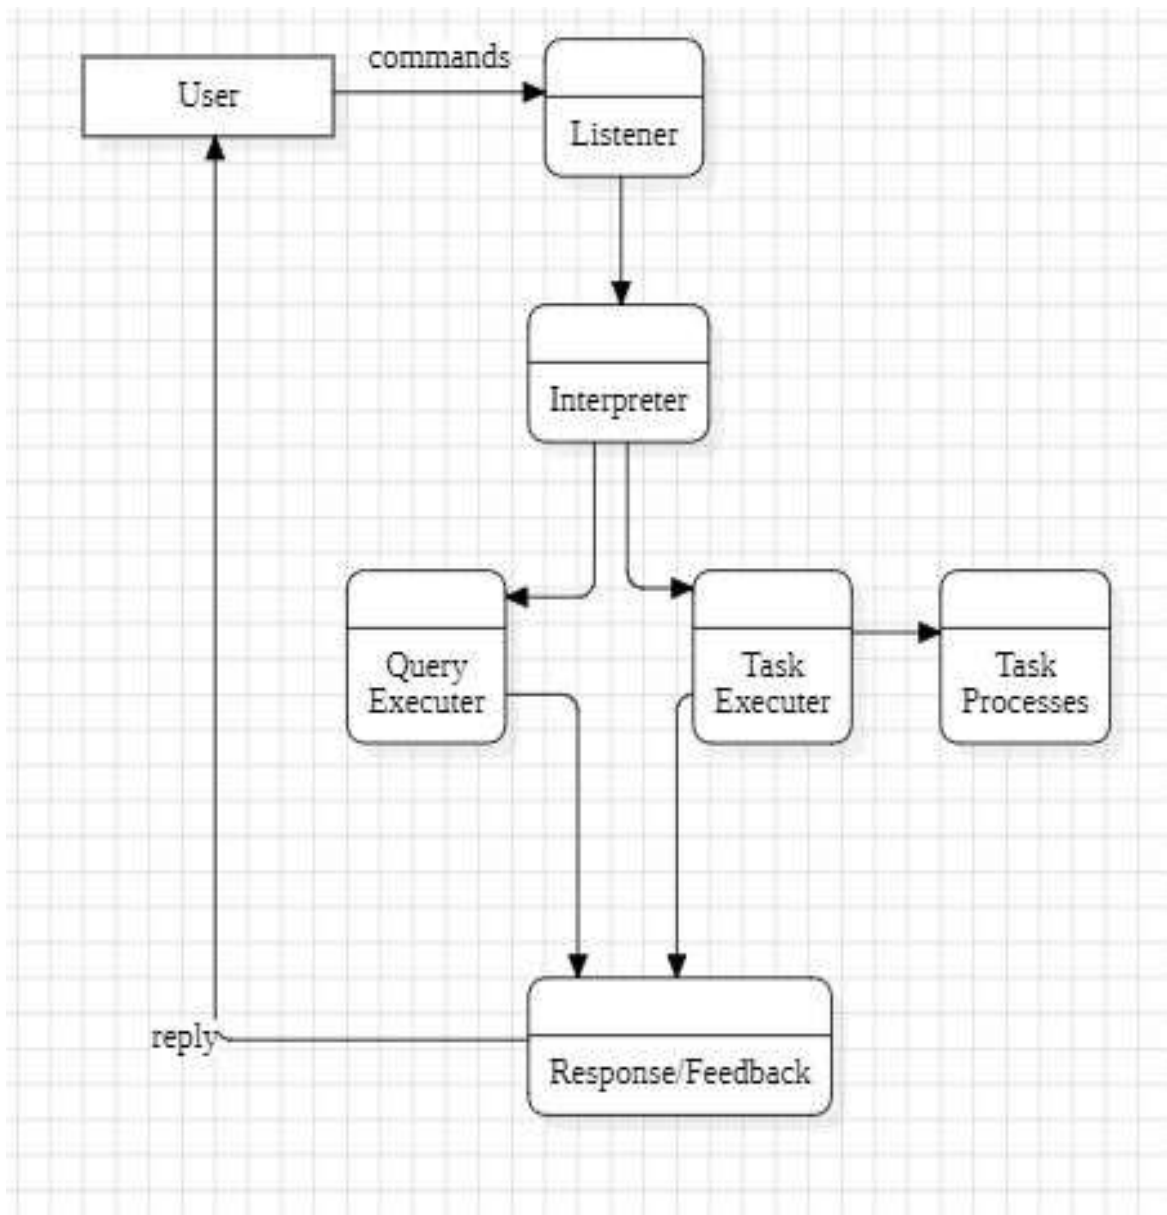 commands
User
Listener
Interpreter
Query
Executer
Task
Executer
Task
Processes
reply
Response/Feedback